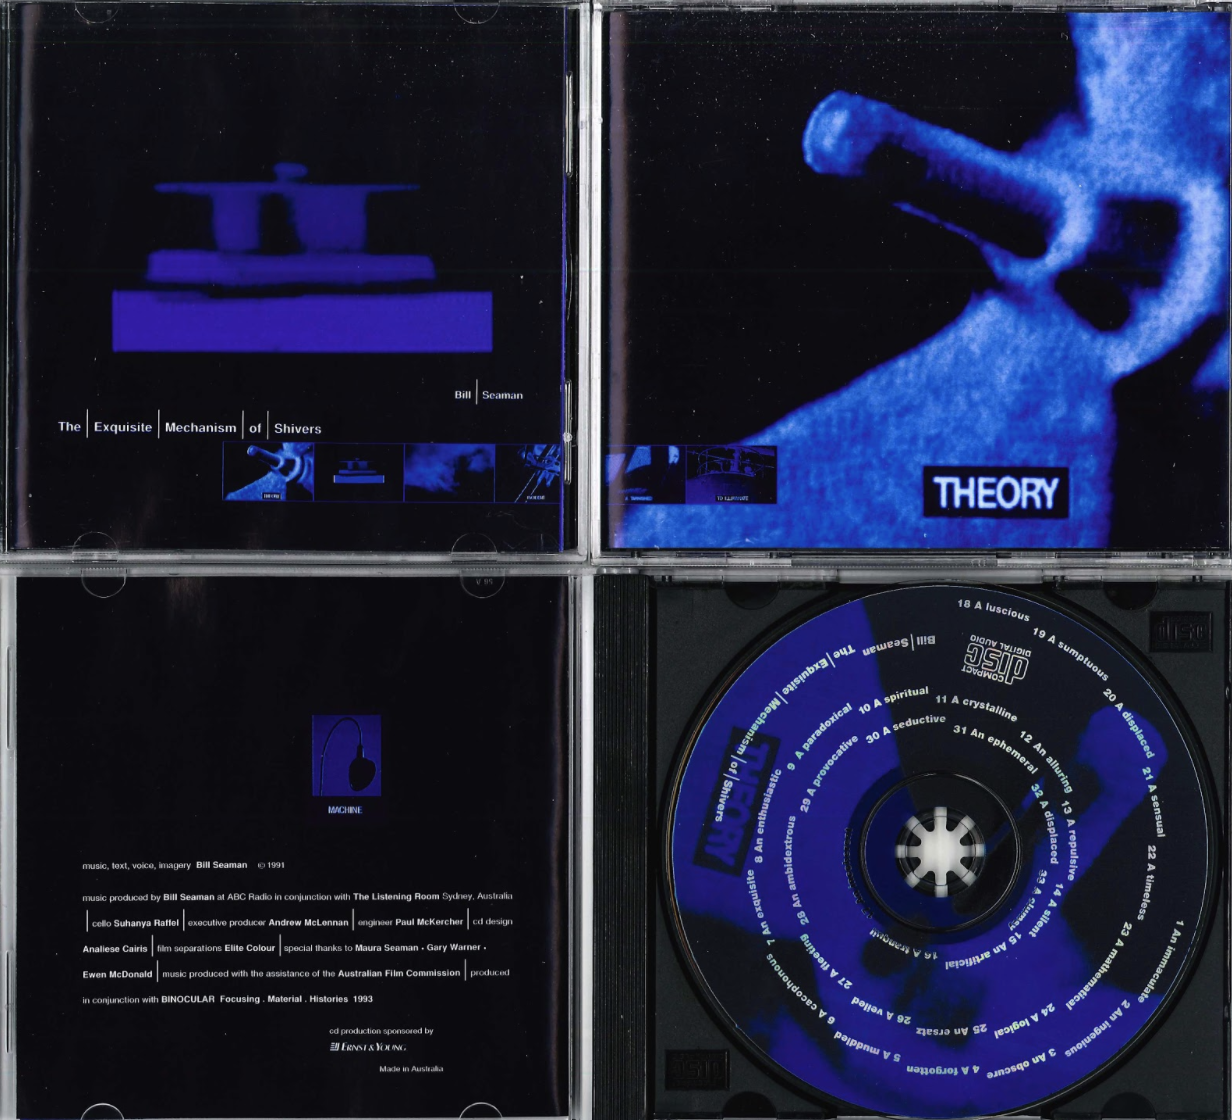 Bill | Seaman
The | Exquisite | Mechanism | of | Shivers
THEORY
THEORY
MACHINE
music, text, voice, imagery Bill Seaman © 1991
music produced by Bill Seaman at ABC Radio in conjunction with The Listening Room Sydney, Australia
| cello Suhanya Raffel | executive producer Andrew McLennan | engineer Paul McKercher | cd design
Analiese Cairis | film separations Elite Colour | special thanks to Maura Seaman • Gary Warner •
Ewen McDonald | music produced with the assistance of the Australian Film Commission | produced
in conjunction with BINOCULAR Focusing . Material . Histories 1993
cd production sponsored by
ERNST & YOUNG
Made in Australia
Bill | Seaman
The | Exquisite | Mechanism | of | Shivers
COMPACT
disc
DIGITAL AUDIO
THEORY
1 An immaculate
2 An ingenious
3 An obscure
4 A forgotten
5 A muddied
6 A cacophonous
7 An exquisite
8 An enthusiastic
9 A paradoxical
10 A spiritual
11 A crystalline
12 An alluring
13 A repulsive
14 A silent
15 An artificial
16 A tranquil
18 A luscious
19 A sumptuous
20 A displaced
21 A sensual
22 A timeless
23 A mathematical
24 A logical
25 An ersatz
26 A veiled
27 A fleeting
28 An ambidextrous
29 A provocative
30 A seductive
31 An ephemeral
32 A displaced
33 A clumsy